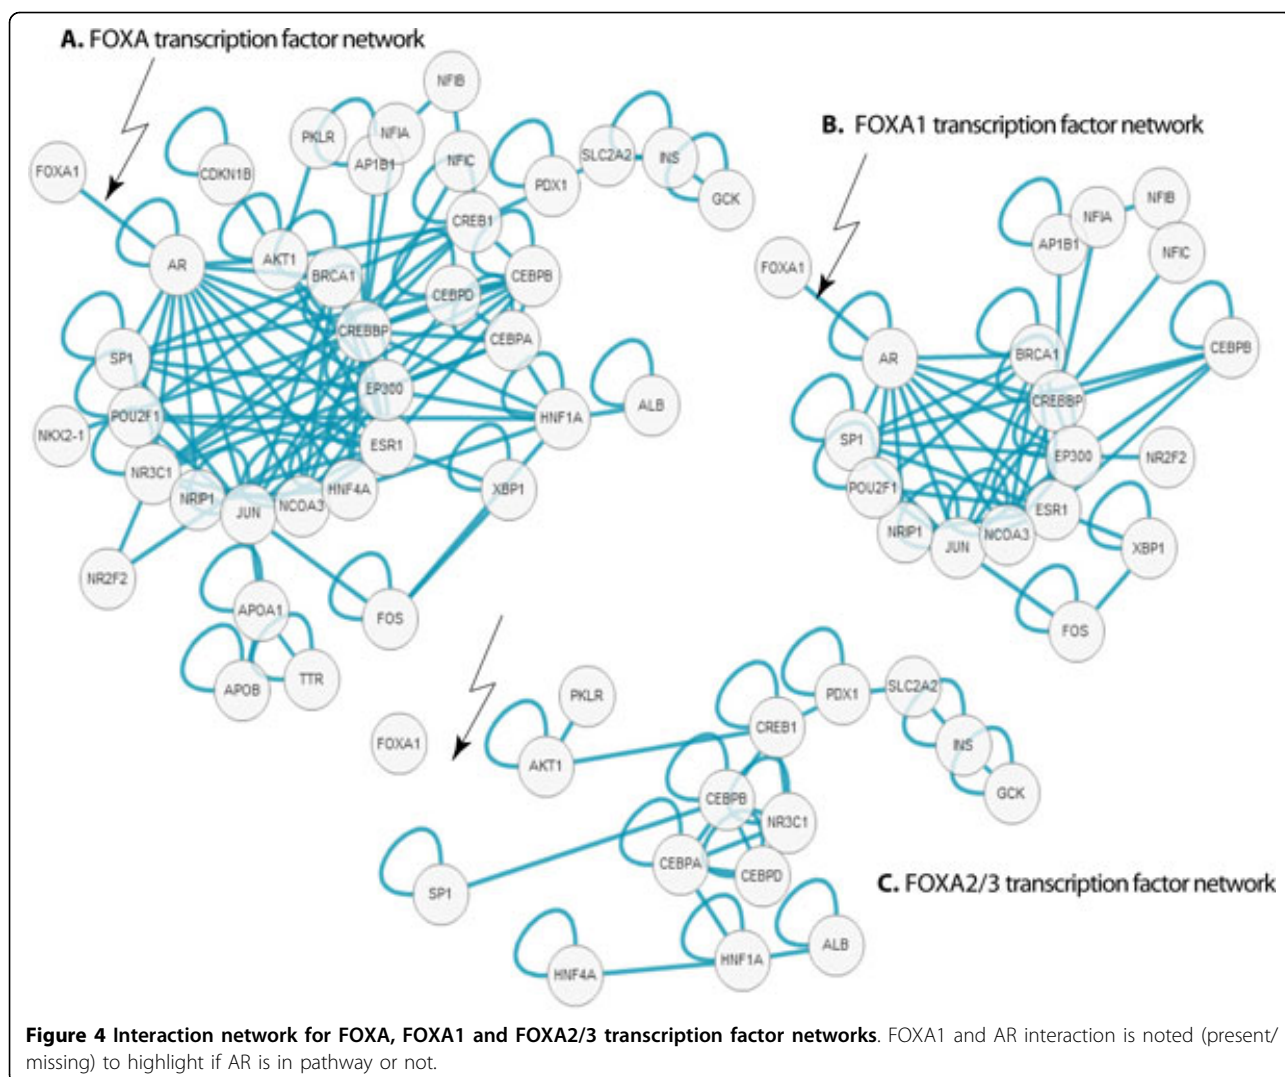 A. FOXA transcription factor network
NFIB
PKLR
NFIA
AP1B1
NFIC
SLC2A2
INS
GCK
PDX1
FOXA1
CDKN1B
CREB1
AR
AKT1
BRCA1
CEBPD
CEBPB
CREBBP
CEBPA
SP1
EP300
ALB
POU2F1
HNF1A
NKX2-1
ESR1
NR3C1
NRIP1
JUN
NCOA3
HNF4A
XBP1
NR2F2
APOA1
FOS
APOB
TTR
B. FOXA1 transcription factor network
NFIB
NFIA
AP1B1
NFIC
FOXA1
AR
BRCA1
CEBPB
CREBBP
SP1
EP300
NR2F2
POU2F1
ESR1
NRIP1
JUN
NCOA3
XBP1
FOS
PKLR
FOXA1
AKT1
CREB1
PDX1
SLC2A2
INS
GCK
CEBPB
NR3C1
CEBPA
CEBPD
SP1
C. FOXA2/3 transcription factor network
HNF4A
HNF1A
ALB
Figure 4 Interaction network for FOXA, FOXA1 and FOXA2/3 transcription factor networks. FOXA1 and AR interaction is noted (present/
missing) to highlight if AR is in pathway or not.